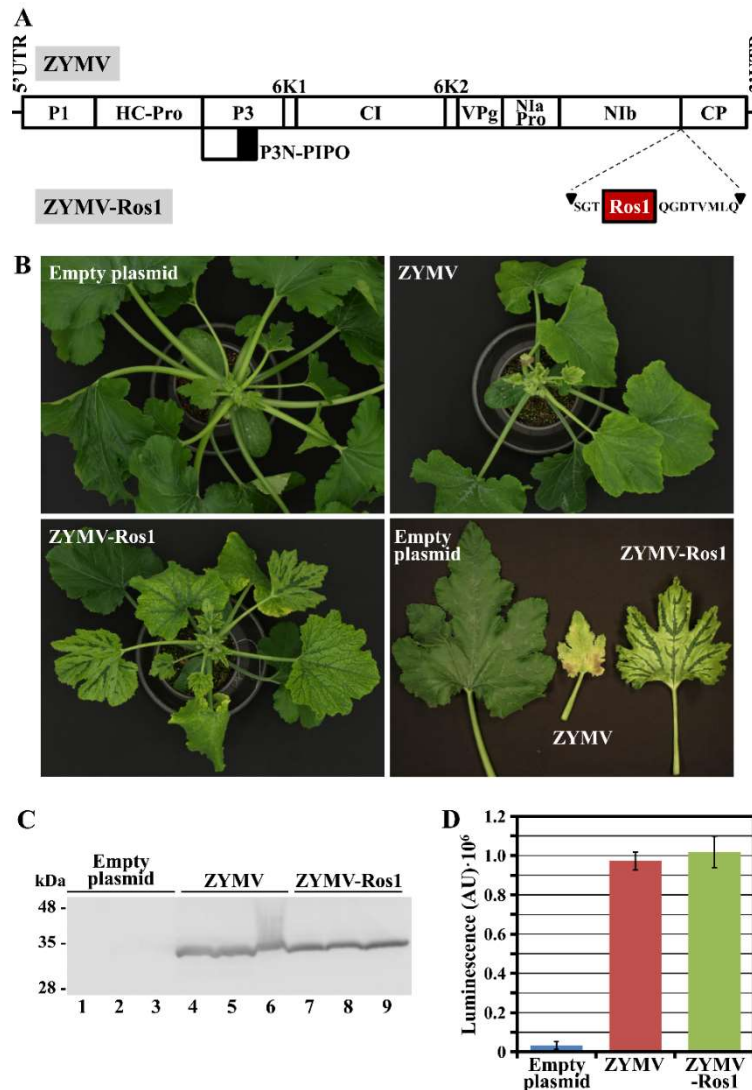 A
5'UTR
ZYMV
6K1
6K2
P1
HC-Pro
P3
CI
VPg
NIa
Pro
NIb
CP
P3N-PIPO
ZYMV-Ros1
SGT
Ros1
QGDTVMLQ
B
Empty plasmid
ZYMV
ZYMV-Ros1
Empty
plasmid
ZYMV-Ros1
ZYMV
C
Empty
plasmid
ZYMV
ZYMV-Ros1
kDa
48 -
35 -
28 -
1 2 3 4 5 6 7 8 9
D
Luminescence (AU)·10⁶
1.2
1.0
0.8
0.6
0.4
0.2
0
Empty
plasmid
ZYMV
ZYMV
-Ros1